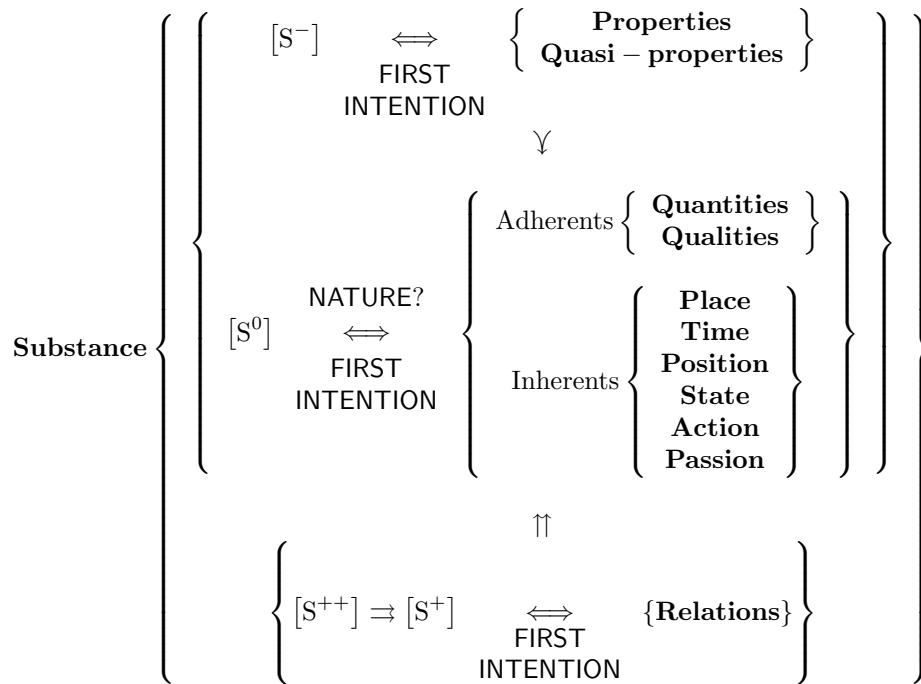 [S⁻] ⟺ { Properties
Quasi – properties }
FIRST
INTENTION
⋎
Adherents { Quantities
Qualities }
NATURE?
[S⁰] ⟺
FIRST
INTENTION
Substance
Inherents { Place
Time
Position
State
Action
Passion }
⇈
{ [S⁺⁺] ⇉ [S⁺] ⟺ {Relations} }
FIRST
INTENTION